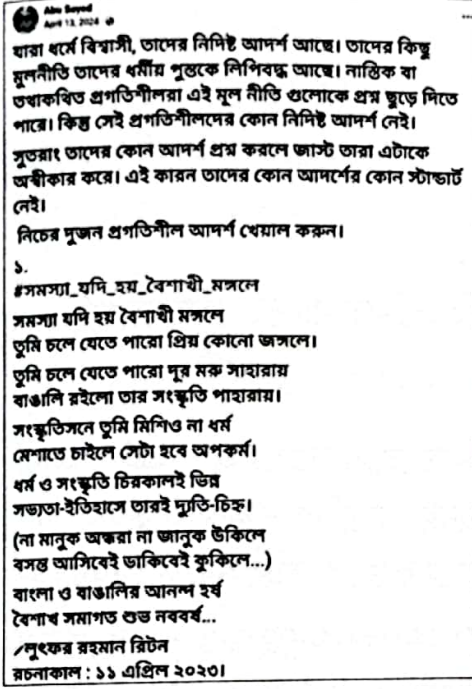 Abu Sayed
April 13, 2024
যারা ধর্মে বিশ্বাসী, তাদের নিদিষ্ট আদর্শ আছে। তাদের কিছু
মূলনীতি তাদের ধর্মীয় পুস্তকে লিপিবদ্ধ আছে। নাস্তিক বা
তথাকথিত প্রগতিশীলরা এই মূল নীতি গুলোকে প্রশ্ন ছুড়ে দিতে
পারে। কিন্তু সেই প্রগতিশীলদের কোন নিদিষ্ট আদর্শ নেই।
সুতরাং তাদের কোন আদর্শ প্রশ্ন করলে জাস্ট তারা এটাকে
অস্বীকার করে। এই কারন তাদের কোন আদর্শের কোন স্টান্ডার্ট
নেই।
নিচের দুজন প্রগতিশীল আদর্শ খেয়াল করুন।
১.
#সমস্যা_যদি_হয়_বৈশাখী_মঙ্গলে
সমস্যা যদি হয় বৈশাখী মঙ্গলে
তুমি চলে যেতে পারো প্রিয় কোনো জঙ্গলে।
তুমি চলে যেতে পারো দূর মরু সাহারায়
বাঙালি রইলো তার সংস্কৃতি পাহারায়।
সংস্কৃতিসনে তুমি মিশিও না ধর্ম
মেশাতে চাইলে সেটা হবে অপকর্ম।
ধর্ম ও সংস্কৃতি চিরকালই ভিন্ন
সভ্যতা-ইতিহাসে তারই দ্যুতি-চিহ্ন।
(না মানুক অন্ধরা না জানুক উকিলে
বসন্ত আসিবেই ডাকিবেই কুকিলে...)
বাংলা ও বাঙালির আনন্দ হর্ষ
বৈশাখ সমাগত শুভ নববর্ষ...
/লুৎফর রহমান রিটন
রচনাকাল : ১১ এপ্রিল ২০২৩।